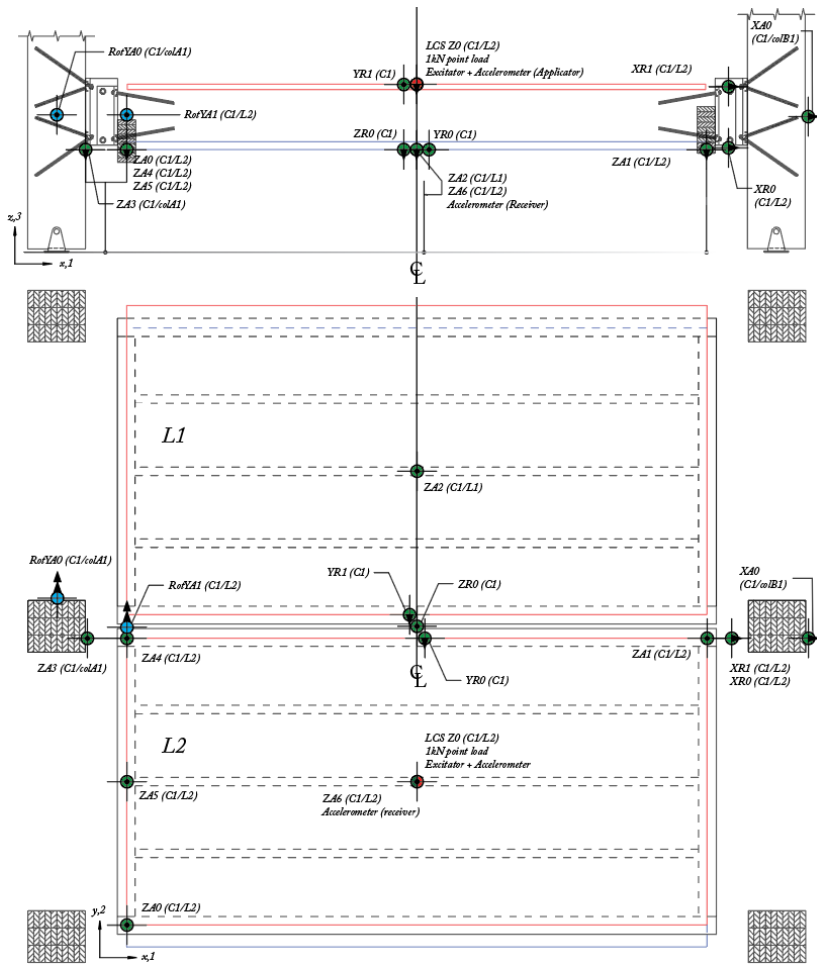 RotYA0 (C1/colA1)
LCS Z0 (C1/L2)
1kN point load
Excitator + Accelerometer (Applicator)
YR1 (C1)
XR1 (C1/L2)
XA0
(C1/colB1)
RotYA1 (C1/L2)
ZR0 (C1)
YR0 (C1)
ZA0 (C1/L2)
ZA4 (C1/L2)
ZA5 (C1/L2)
ZA3 (C1/colA1)
ZA2 (C1/L1)
ZA6 (C1/L2)
Accelerometer (Receiver)
ZA1 (C1/L2)
XR0
(C1/L2)
z,3
x,1
℄
L1
ZA2 (C1/L1)
RotYA0 (C1/colA1)
RotYA1 (C1/L2)
YR1 (C1)
ZR0 (C1)
XA0
(C1/colB1)
ZA3 (C1/colA1)
ZA4 (C1/L2)
℄
YR0 (C1)
ZA1 (C1/L2)
XR1 (C1/L2)
XR0 (C1/L2)
L2
LCS Z0 (C1/L2)
1kN point load
Excitator + Accelerometer
ZA5 (C1/L2)
ZA6 (C1/L2)
Accelerometer (receiver)
ZA0 (C1/L2)
y,2
x,1